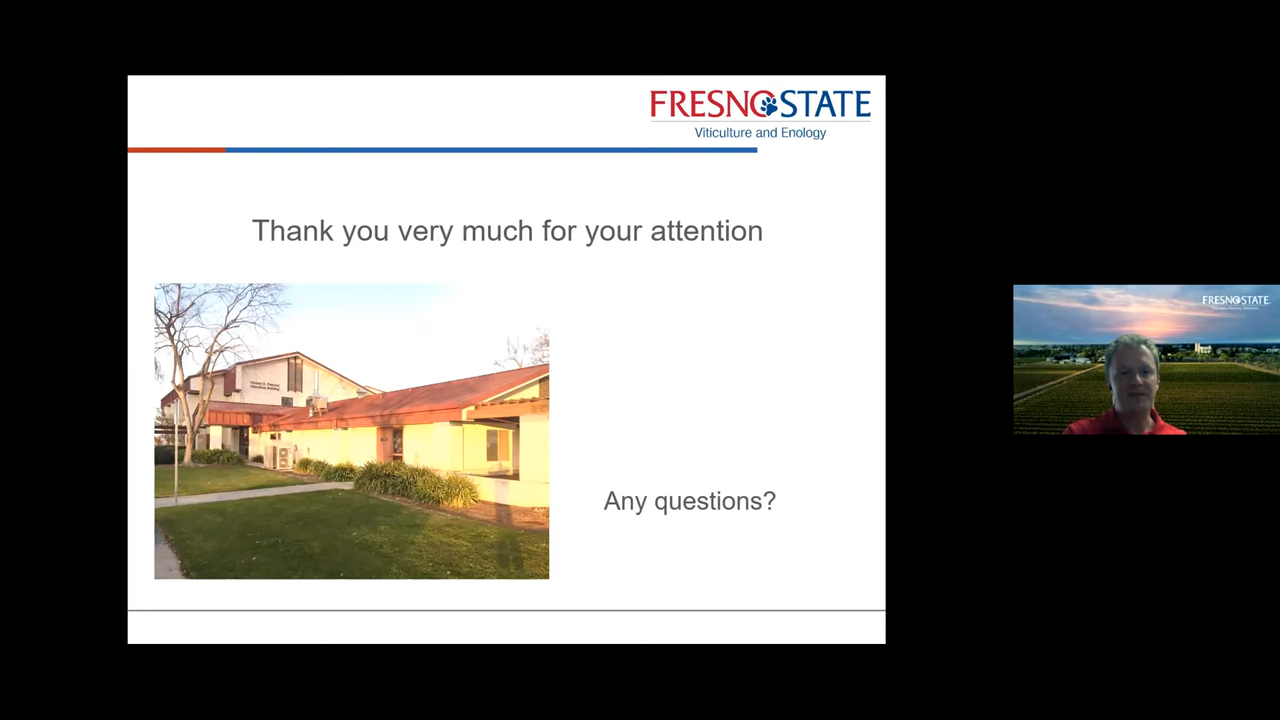 FRESNO STATE
Viticulture and Enology
Thank you very much for your attention
Any questions?
FRESNO STATE